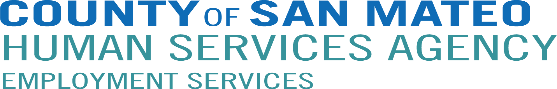 COUNTY OF SAN MATEO
HUMAN SERVICES AGENCY
EMPLOYMENT SERVICES